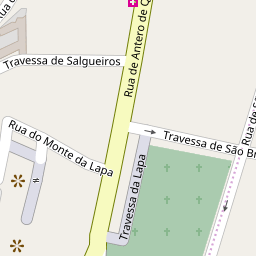 Rua de Antero de Q
Travessa de Salgueiros
Travessa de São Br
Rua do Monte da Lapa
Travessa da Lapa
Rua de S